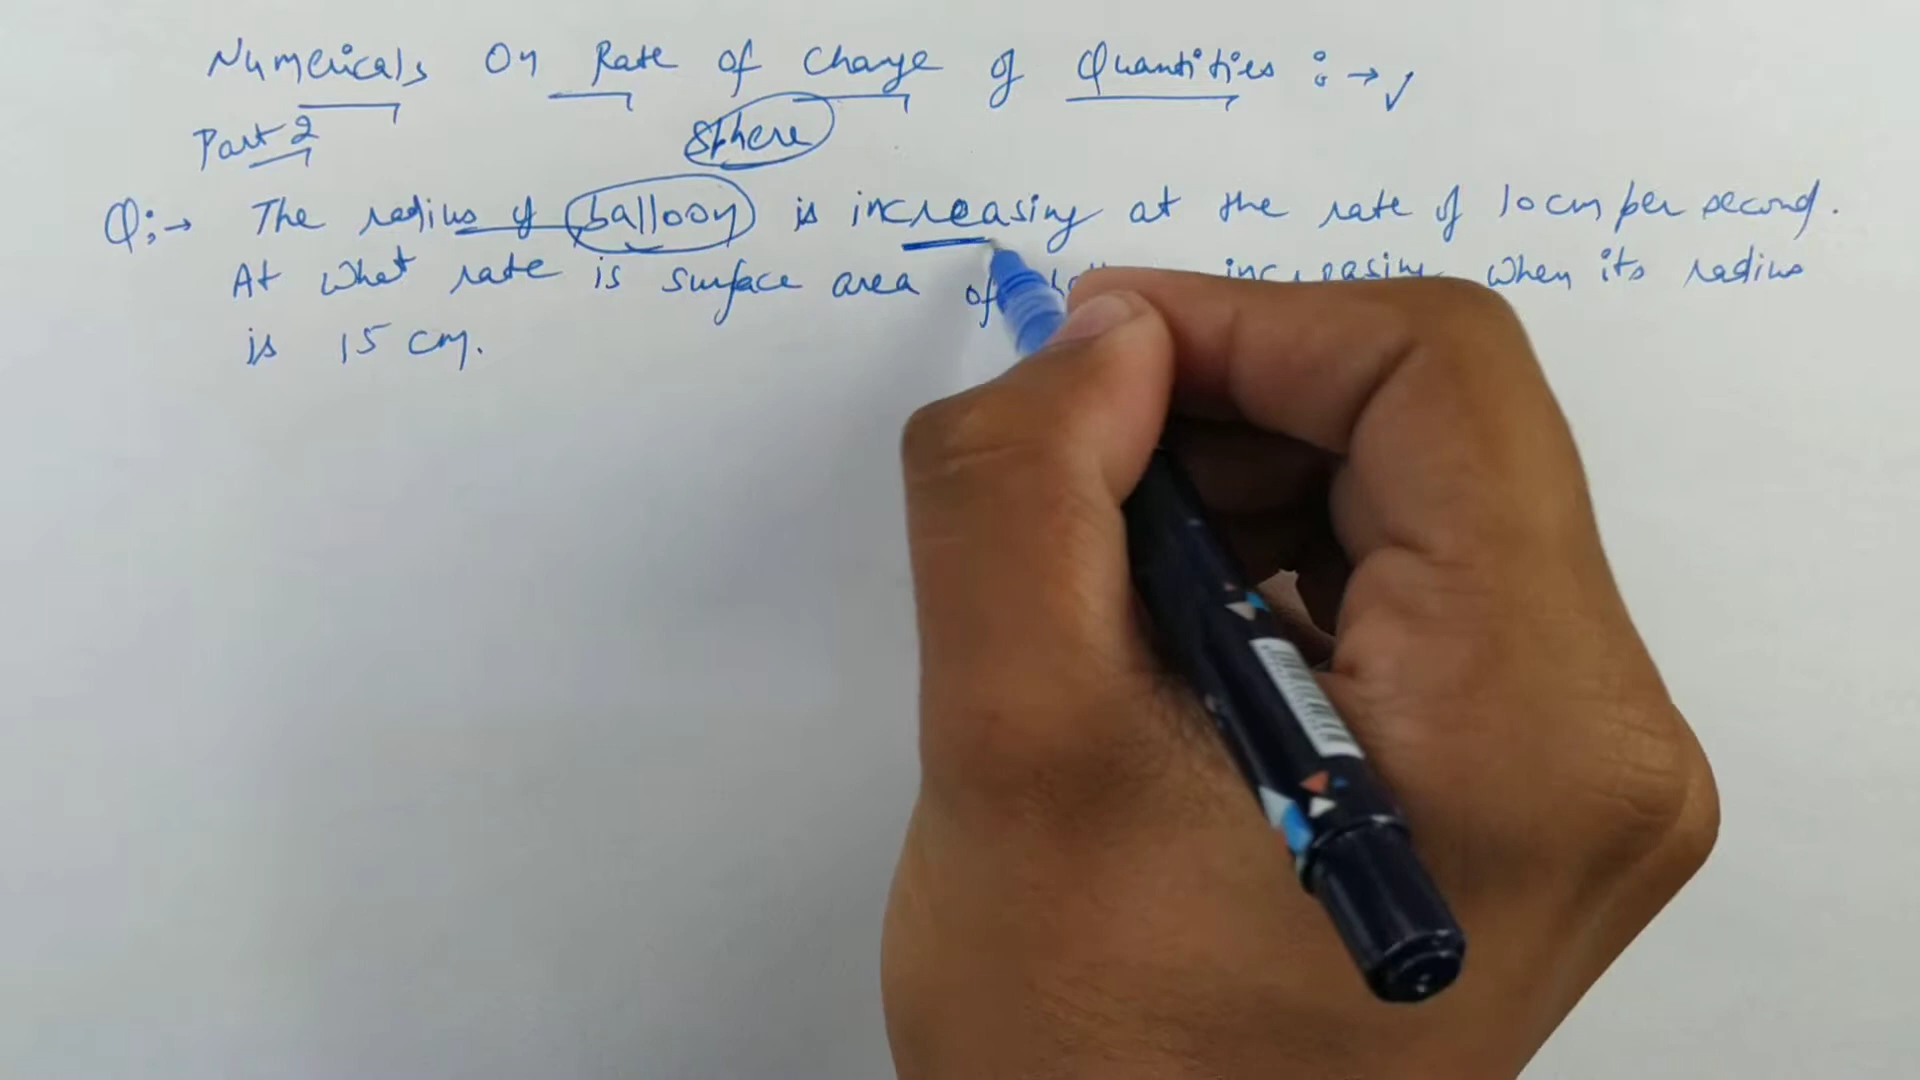 Numericals On Rate of Change of Quantities :→ ✓
Part 2
Sphere
Q:→ The radius of balloon is increasing at the rate of 10 cm per second.
At what rate is surface area of increasing when its radius
is 15 cm.